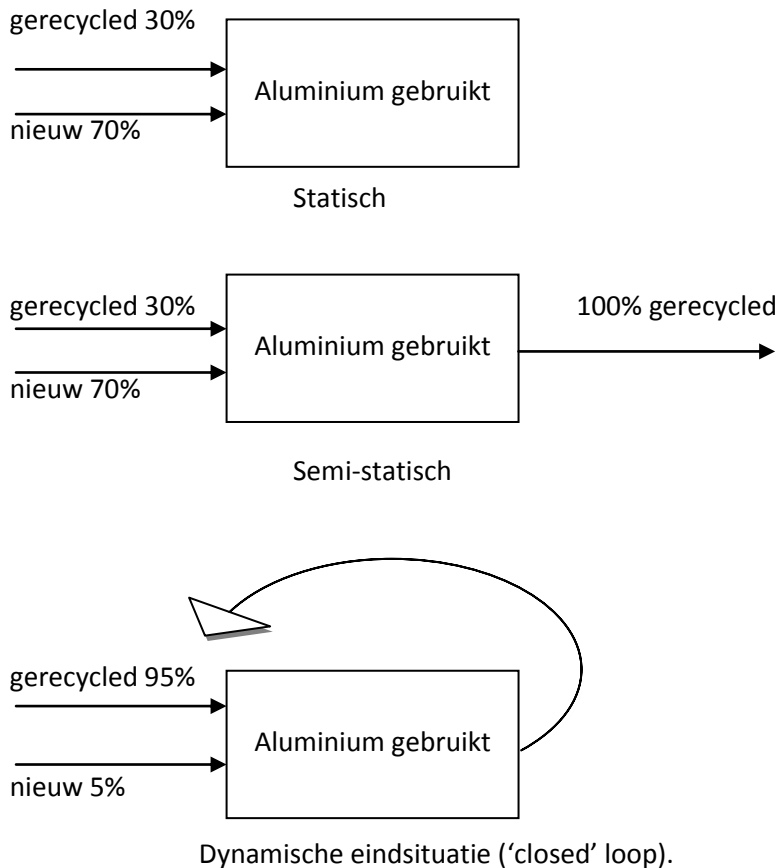 gerecycled 30%
Aluminium gebruikt
nieuw 70%
Statisch
gerecycled 30%
100% gerecycled
Aluminium gebruikt
nieuw 70%
Semi-statisch
gerecycled 95%
Aluminium gebruikt
nieuw 5%
Dynamische eindsituatie (‘closed’ loop).